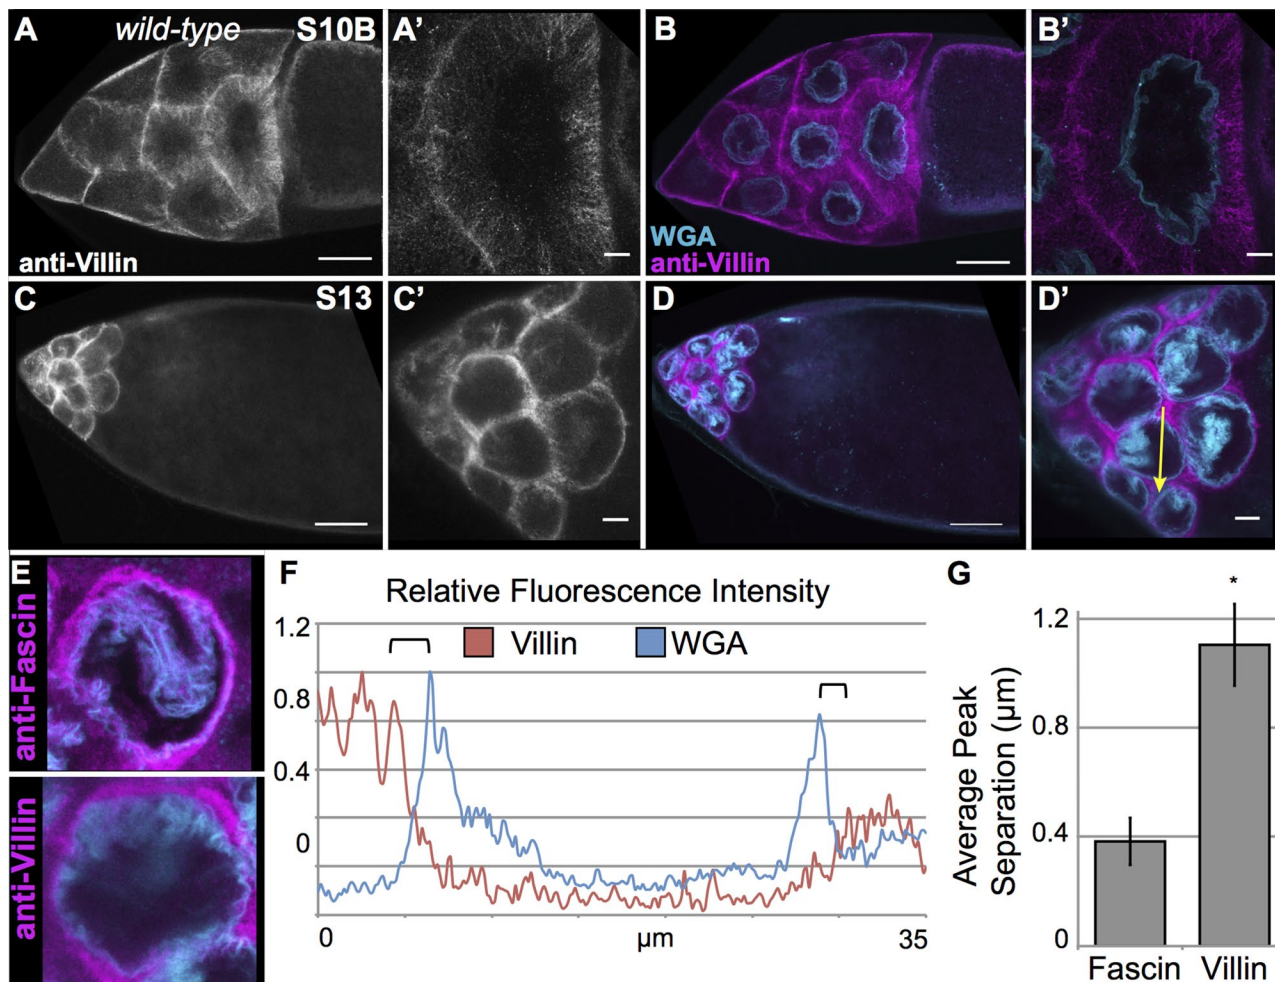 A wild-type S10B
A'
B
B'
anti-Villin
WGA
anti-Villin
C S13
C'
D
D'
E
anti-Fascin
anti-Villin
F
Relative Fluorescence Intensity
Villin WGA
1.2
0.8
0.4
0
0 µm 35
G
*
Average Peak
Separation (µm)
1.2
0.8
0.4
0
Fascin Villin